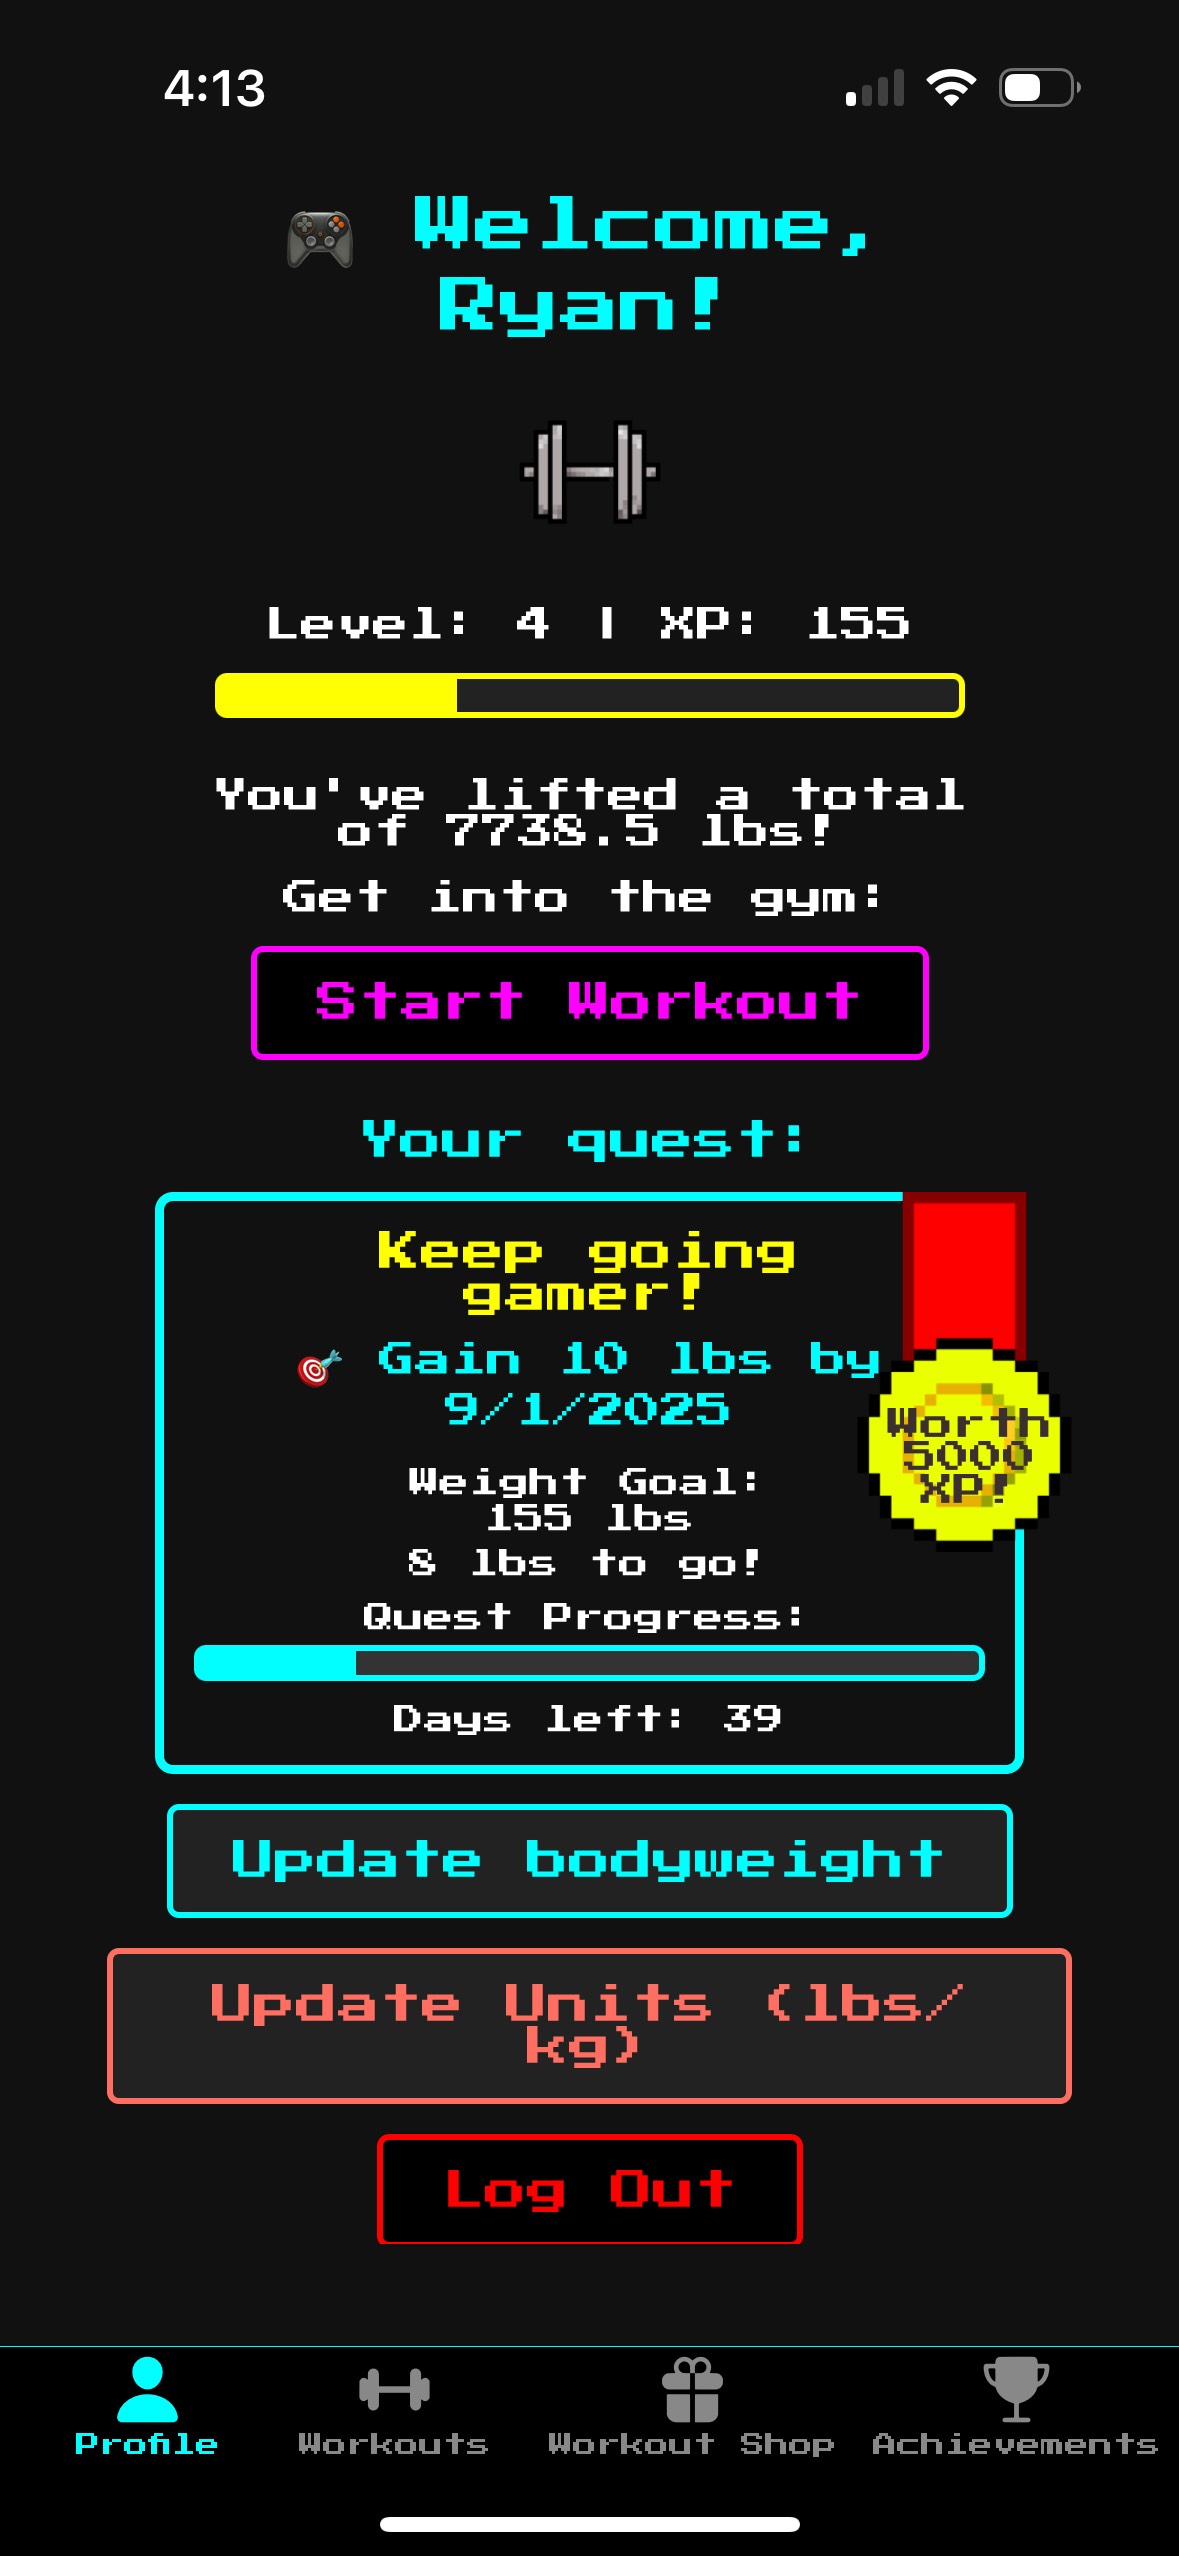 4:13
Welcome,
Ryan!
Level: 4 | XP: 155
You've lifted a total
of 7738.5 lbs!
Get into the gym:
Start Workout
Your quest:
Keep going
gamer!
Gain 10 lbs by
9/1/2025
Worth
5000
XP!
Weight Goal:
155 lbs
8 lbs to go!
Quest Progress:
Days left: 39
Update bodyweight
Update Units (lbs/
kg)
Log Out
Profile
Workouts
Workout Shop
Achievements